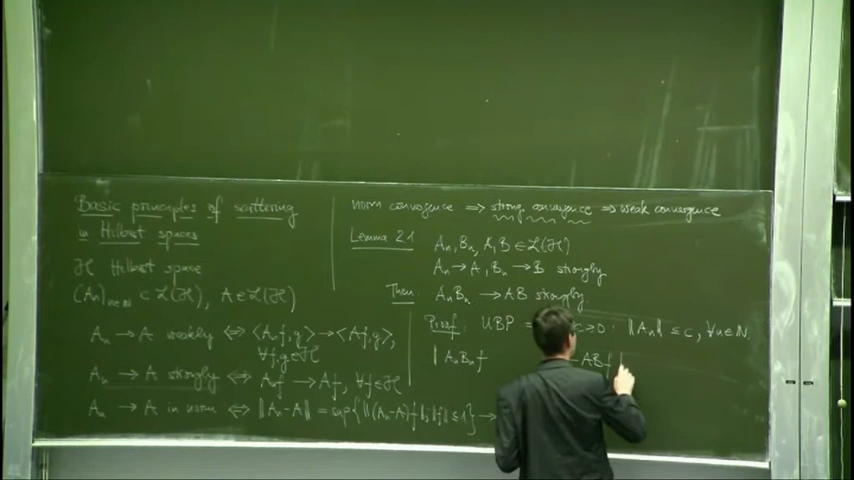 Basic principles of scattering
in Hilbert spaces
ℋ Hilbert space
(Aₙ)ₙ∈ℕ ⊂ 𝓛(ℋ), A ∈ 𝓛(ℋ)
Aₙ → A weakly ⇔ ⟨Aₙf,g⟩ → ⟨Af,g⟩,
∀f,g ∈ ℋ
Aₙ → A strongly ⇔ Aₙf → Af, ∀f ∈ ℋ
Aₙ → A in norm ⇔ ‖Aₙ-A‖ = sup{‖(Aₙ-A)f‖; ‖f‖ ≤ 1} →
norm convergence ⇒ strong convergence ⇒ weak convergence
Lemma 2.1 Aₙ, Bₙ, A, B ∈ 𝓛(ℋ)
Aₙ → A, Bₙ → B strongly
Then: AₙBₙ → AB strongly.
Proof: UBP c>0: ‖Aₙ‖ ≤ c, ∀n∈ℕ.
‖AₙBₙf - ABf‖